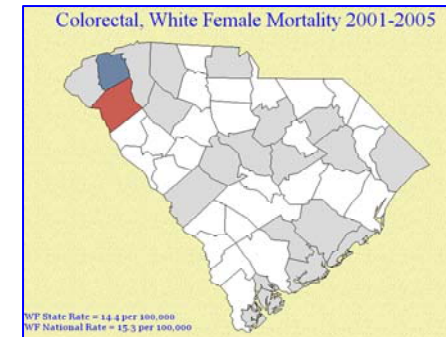 Colorectal, White Female Mortality 2001-2005
WF State Rate = 14.4 per 100,000
WF National Rate = 15.3 per 100,000